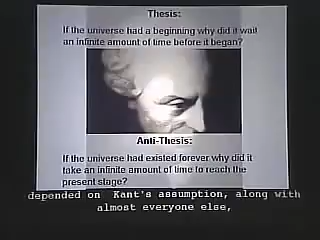 Thesis:
If the universe had a beginning why did it wait
an infinite amount of time before it began?
Anti-Thesis:
If the universe had existed forever why did it
take an infinite amount of time to reach the
present stage?
depended on Kant's assumption, along with
almost everyone else,